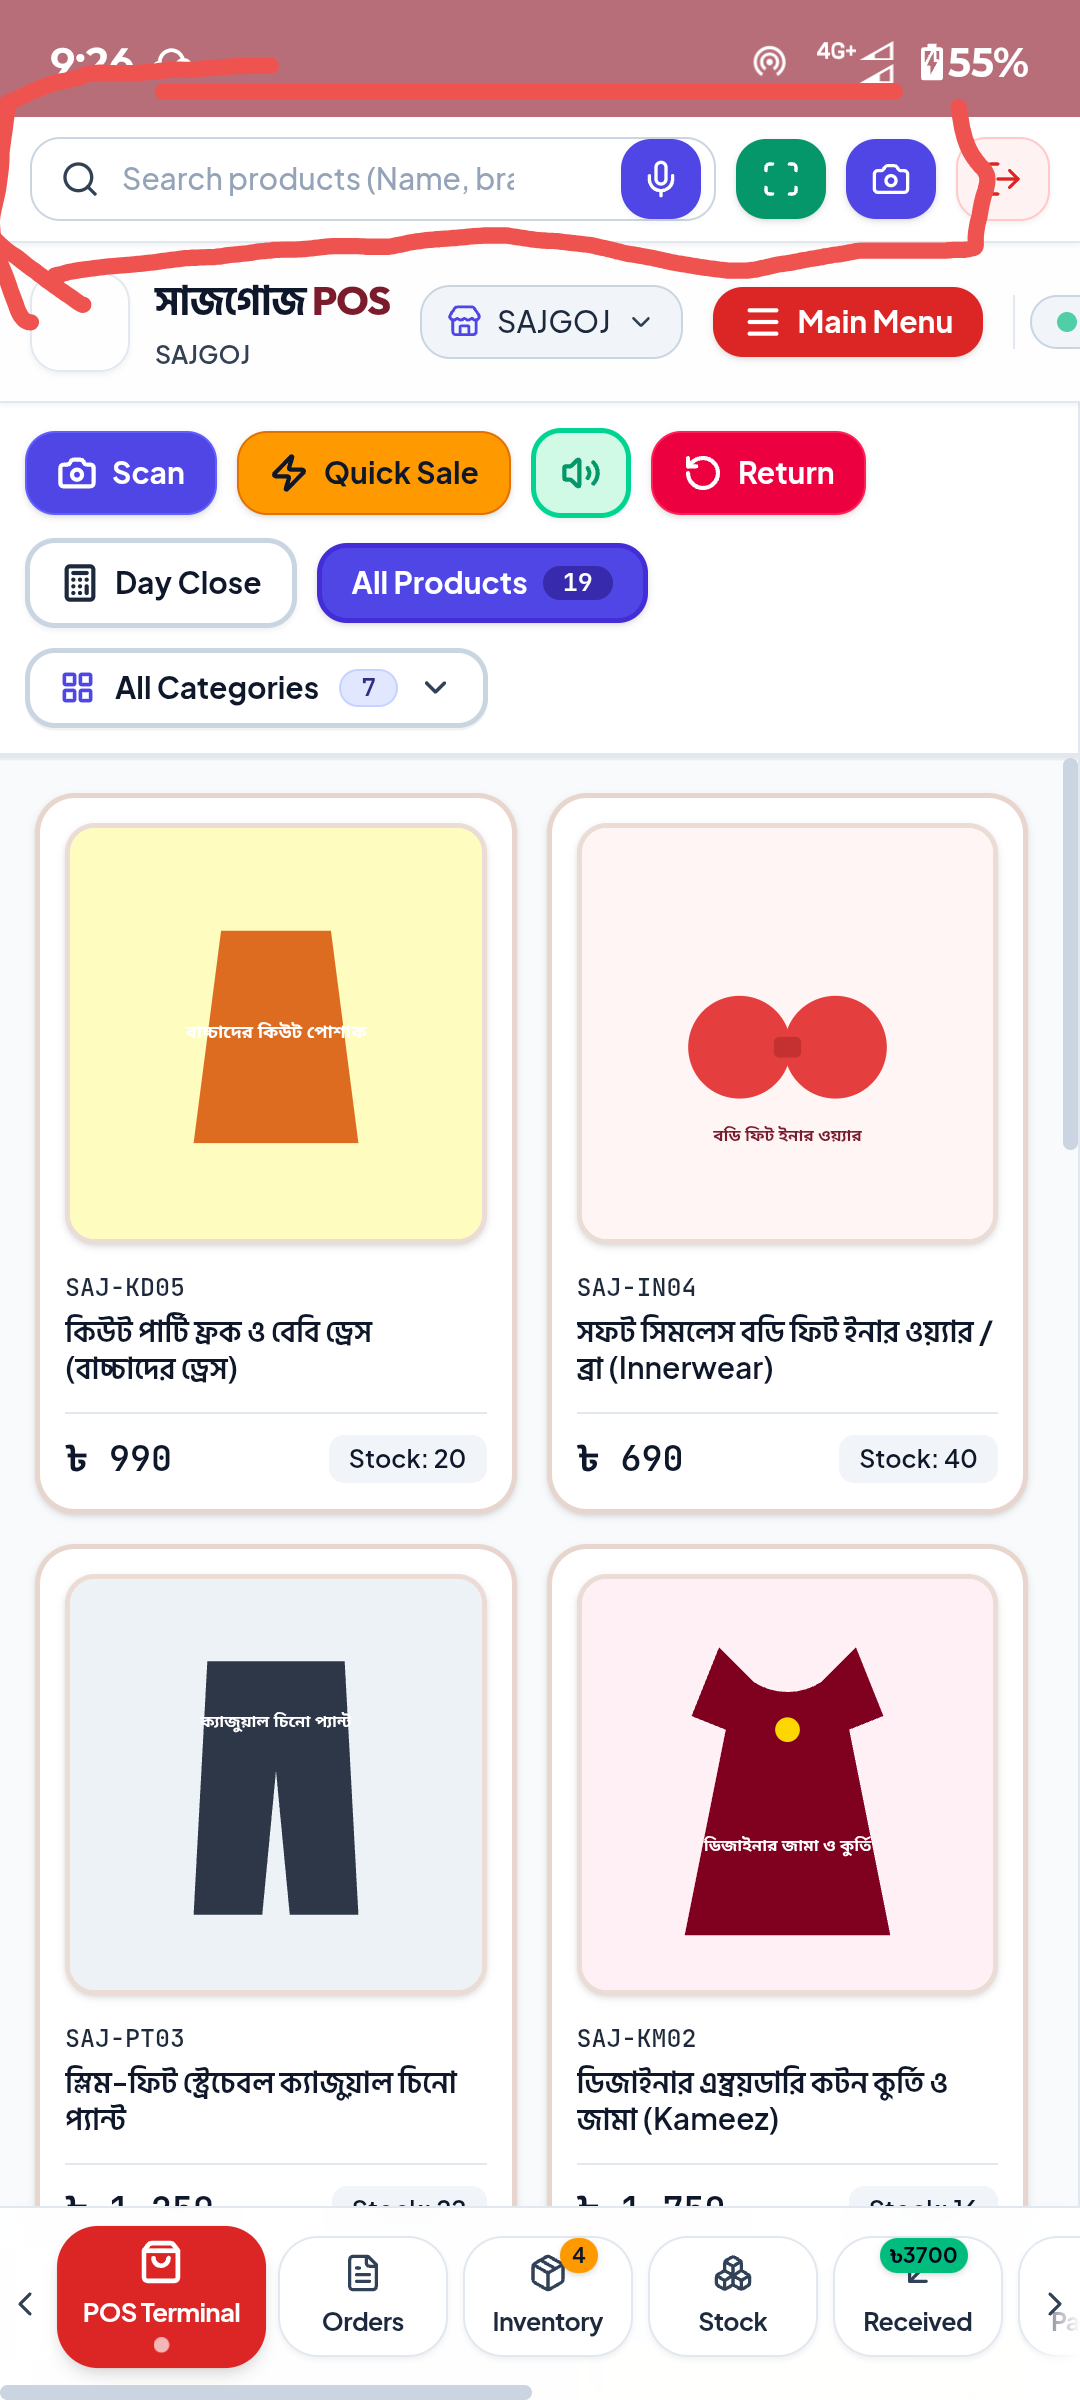 9:26
4G+
55%
Search products (Name, bra
সাজগোজ POS
SAJGOJ
SAJGOJ
Main Menu
Scan
Quick Sale
Return
Day Close
All Products 19
All Categories 7
বাচ্চাদের কিউট পোশাক
বডি ফিট ইনার ওয়্যার
SAJ-KD05
কিউট পার্টি ফ্রক ও বেবি ড্রেস
(বাচ্চাদের ড্রেস)
৳ 990
Stock: 20
SAJ-IN04
সফট সিমলেস বডি ফিট ইনার ওয়্যার /
ব্রা (Innerwear)
৳ 690
Stock: 40
ক্যাজুয়াল চিনো প্যান্ট
ডিজাইনার জামা ও কুর্তি
SAJ-PT03
স্লিম-ফিট স্ট্রেচেবল ক্যাজুয়াল চিনো
প্যান্ট
SAJ-KM02
ডিজাইনার এম্ব্রয়ডারি কটন কুর্তি ও
জামা (Kameez)
POS Terminal
Orders
4
Inventory
Stock
৳3700
Received